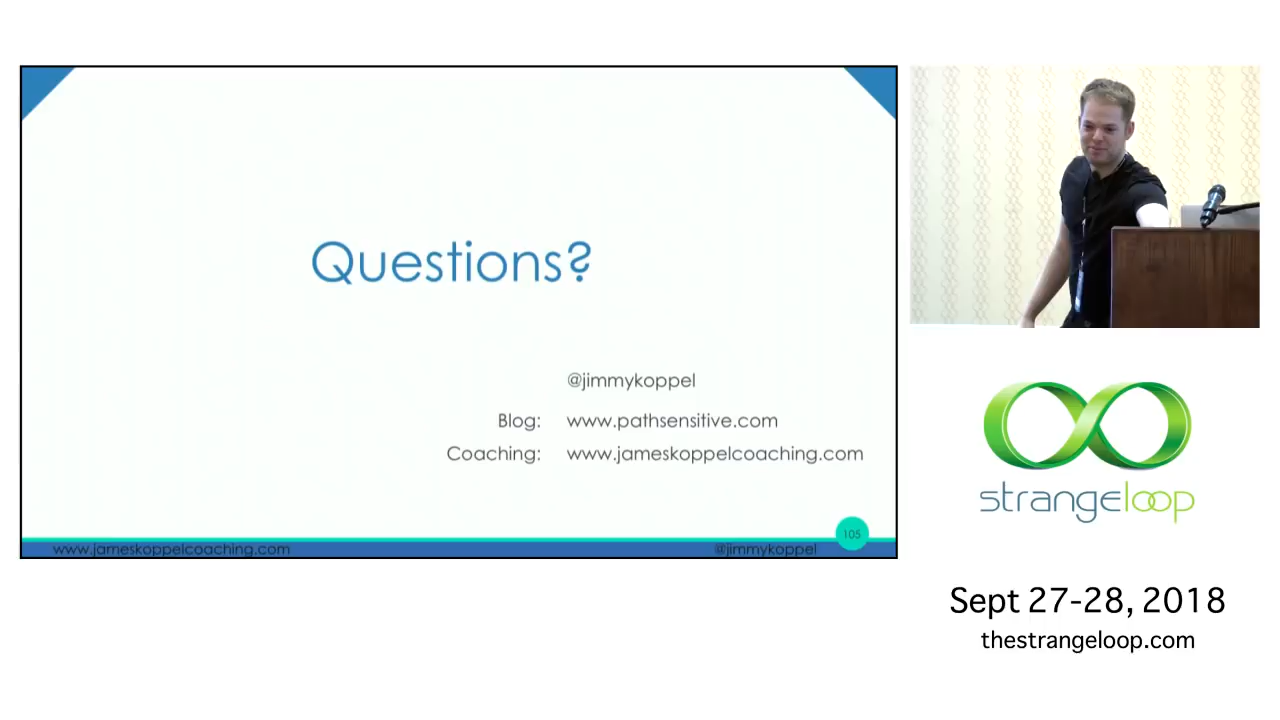 Questions?
@jimmykoppel
Blog: www.pathsensitive.com
Coaching: www.jameskoppelcoaching.com
105
www.jameskoppelcoaching.com @jimmykoppel
strangeloop
Sept 27-28, 2018
thestrangeloop.com